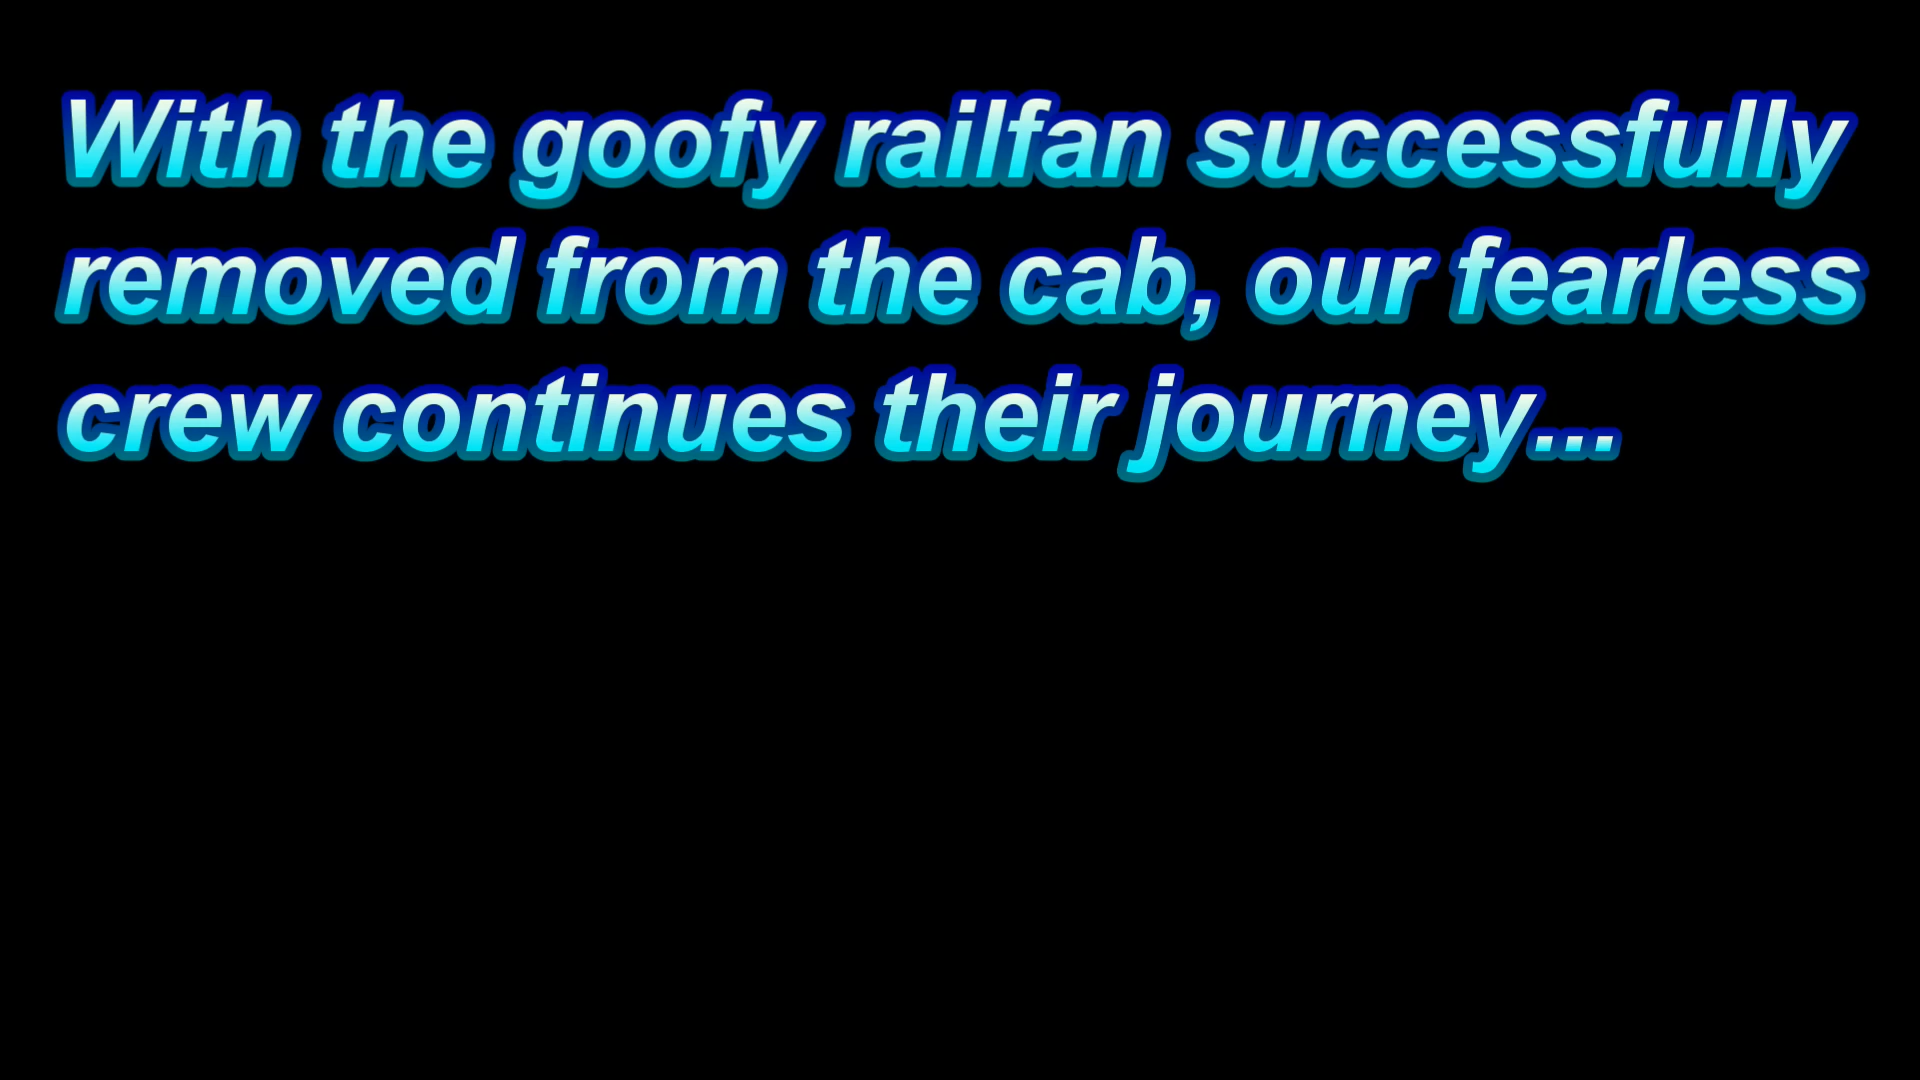 With the goofy railfan successfully
removed from the cab, our fearless
crew continues their journey...